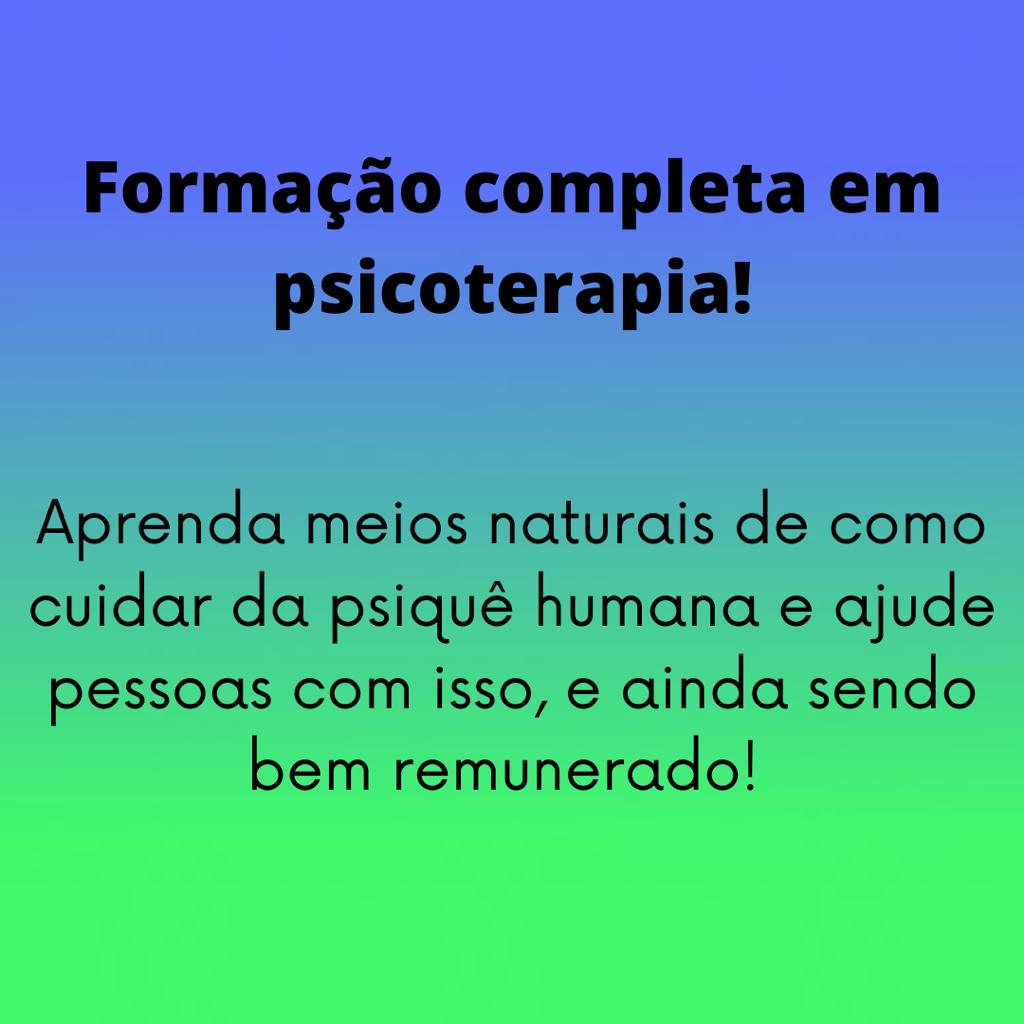 Formação completa em
psicoterapia!
Aprenda meios naturais de como
cuidar da psiquê humana e ajude
pessoas com isso, e ainda sendo
bem remunerado!